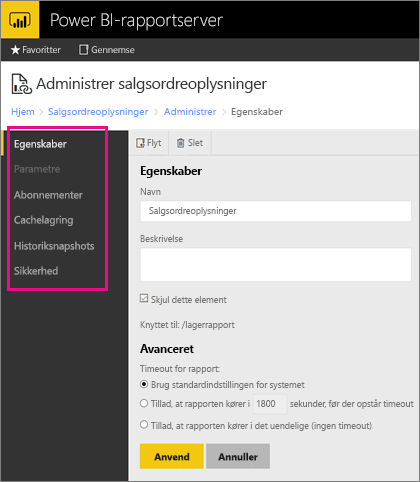 Power BI-rapportserver
Favoritter Gennemse
Administrer salgsordreoplysninger
Hjem > Salgsordreoplysninger > Administrer > Egenskaber
Egenskaber
Parametre
Abonnementer
Cachelagring
Historiksnapshots
Sikkerhed
Flyt Slet
Egenskaber
Navn
Salgsordreoplysninger
Beskrivelse
Skjul dette element
Knyttet til: /lagerrapport
Avanceret
Timeout for rapport:
Brug standardindstillingen for systemet
Tillad, at rapporten kører i 1800 sekunder, før der opstår timeout
Tillad, at rapporten kører i det uendelige (ingen timeout)
Anvend Annuller